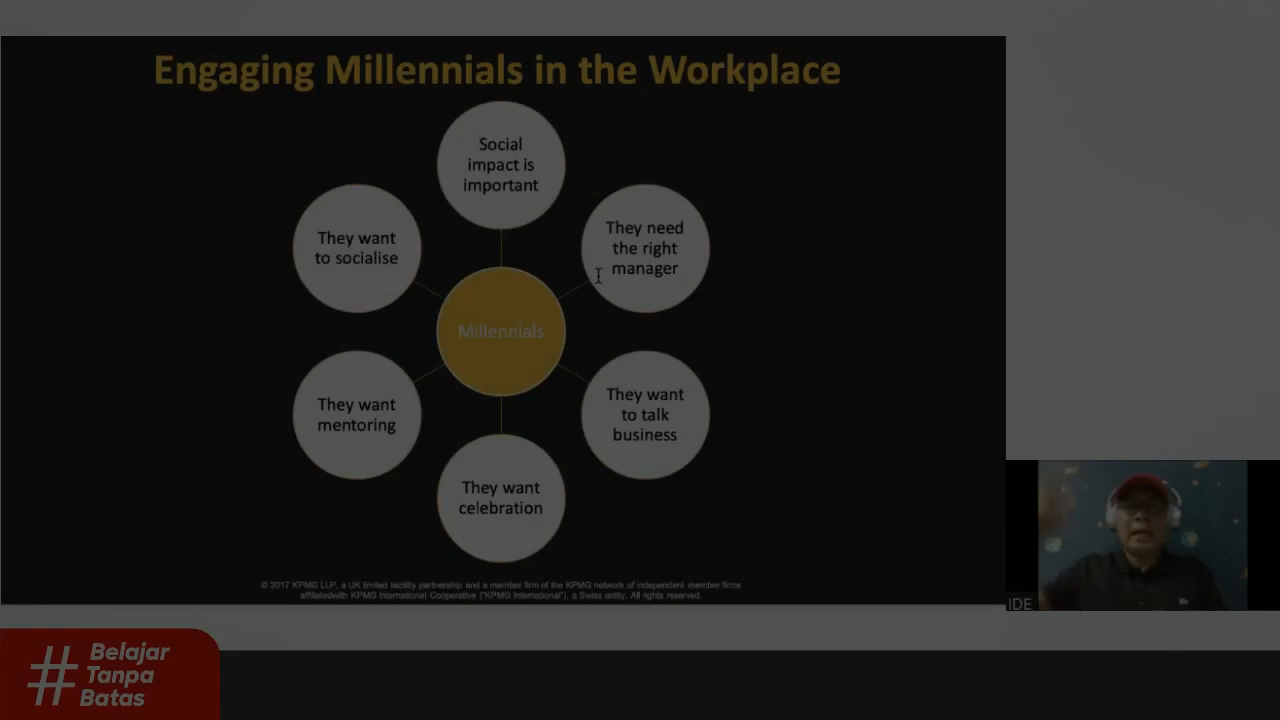 Engaging Millennials in the Workplace
Social
impact is
important
They need
the right
manager
They want
to talk
business
They want
celebration
They want
mentoring
They want
to socialise
Millennials
© 2017 KPMG LLP, a UK limited liability partnership and a member firm of the KPMG network of independent member firms
affiliatedwith KPMG International Cooperative ("KPMG International"), a Swiss entity. All rights reserved.
IDE
# Belajar
Tanpa
Batas